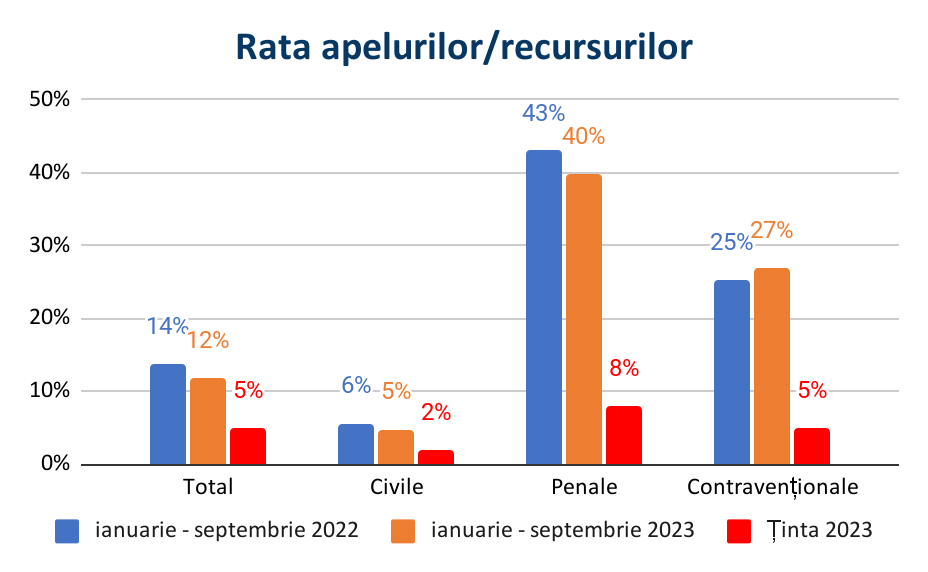 Rata apelurilor/recursurilor
50%
43%
40%
40%
30%
25%
27%
20%
14%
12%
10%
5%
6%
5%
2%
8%
5%
0%
Total
Civile
Penale
Contravenționale
ianuarie - septembrie 2022
ianuarie - septembrie 2023
Ținta 2023